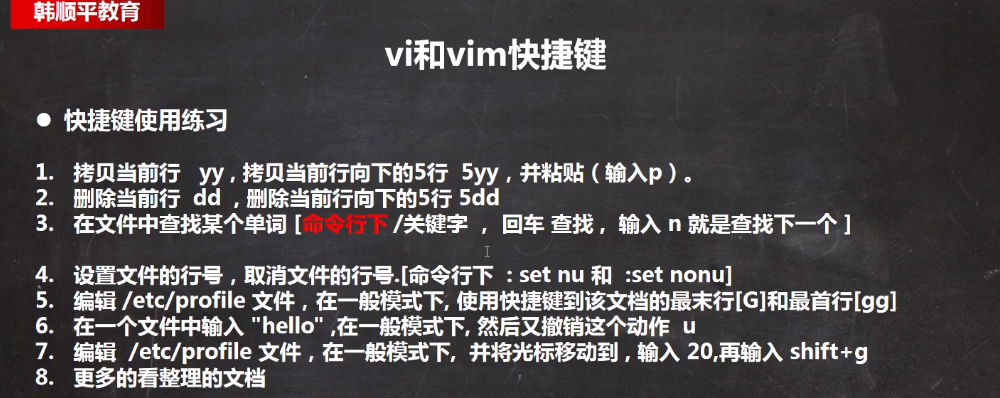 韩顺平教育
vi和vim快捷键
● 快捷键使用练习
1. 拷贝当前行 yy , 拷贝当前行向下的5行 5yy，并粘贴（输入p）。
2. 删除当前行 dd , 删除当前行向下的5行 5dd
3. 在文件中查找某个单词 [命令行下 /关键字 ， 回车 查找 , 输入 n 就是查找下一个 ]
4. 设置文件的行号，取消文件的行号.[命令行下 : set nu 和 :set nonu]
5. 编辑 /etc/profile 文件，在一般模式下, 使用快捷键到该文档的最末行[G]和最首行[gg]
6. 在一个文件中输入 "hello" ,在一般模式下, 然后又撤销这个动作 u
7. 编辑 /etc/profile 文件，在一般模式下, 并将光标移动到 , 输入 20,再输入 shift+g
8. 更多的看整理的文档